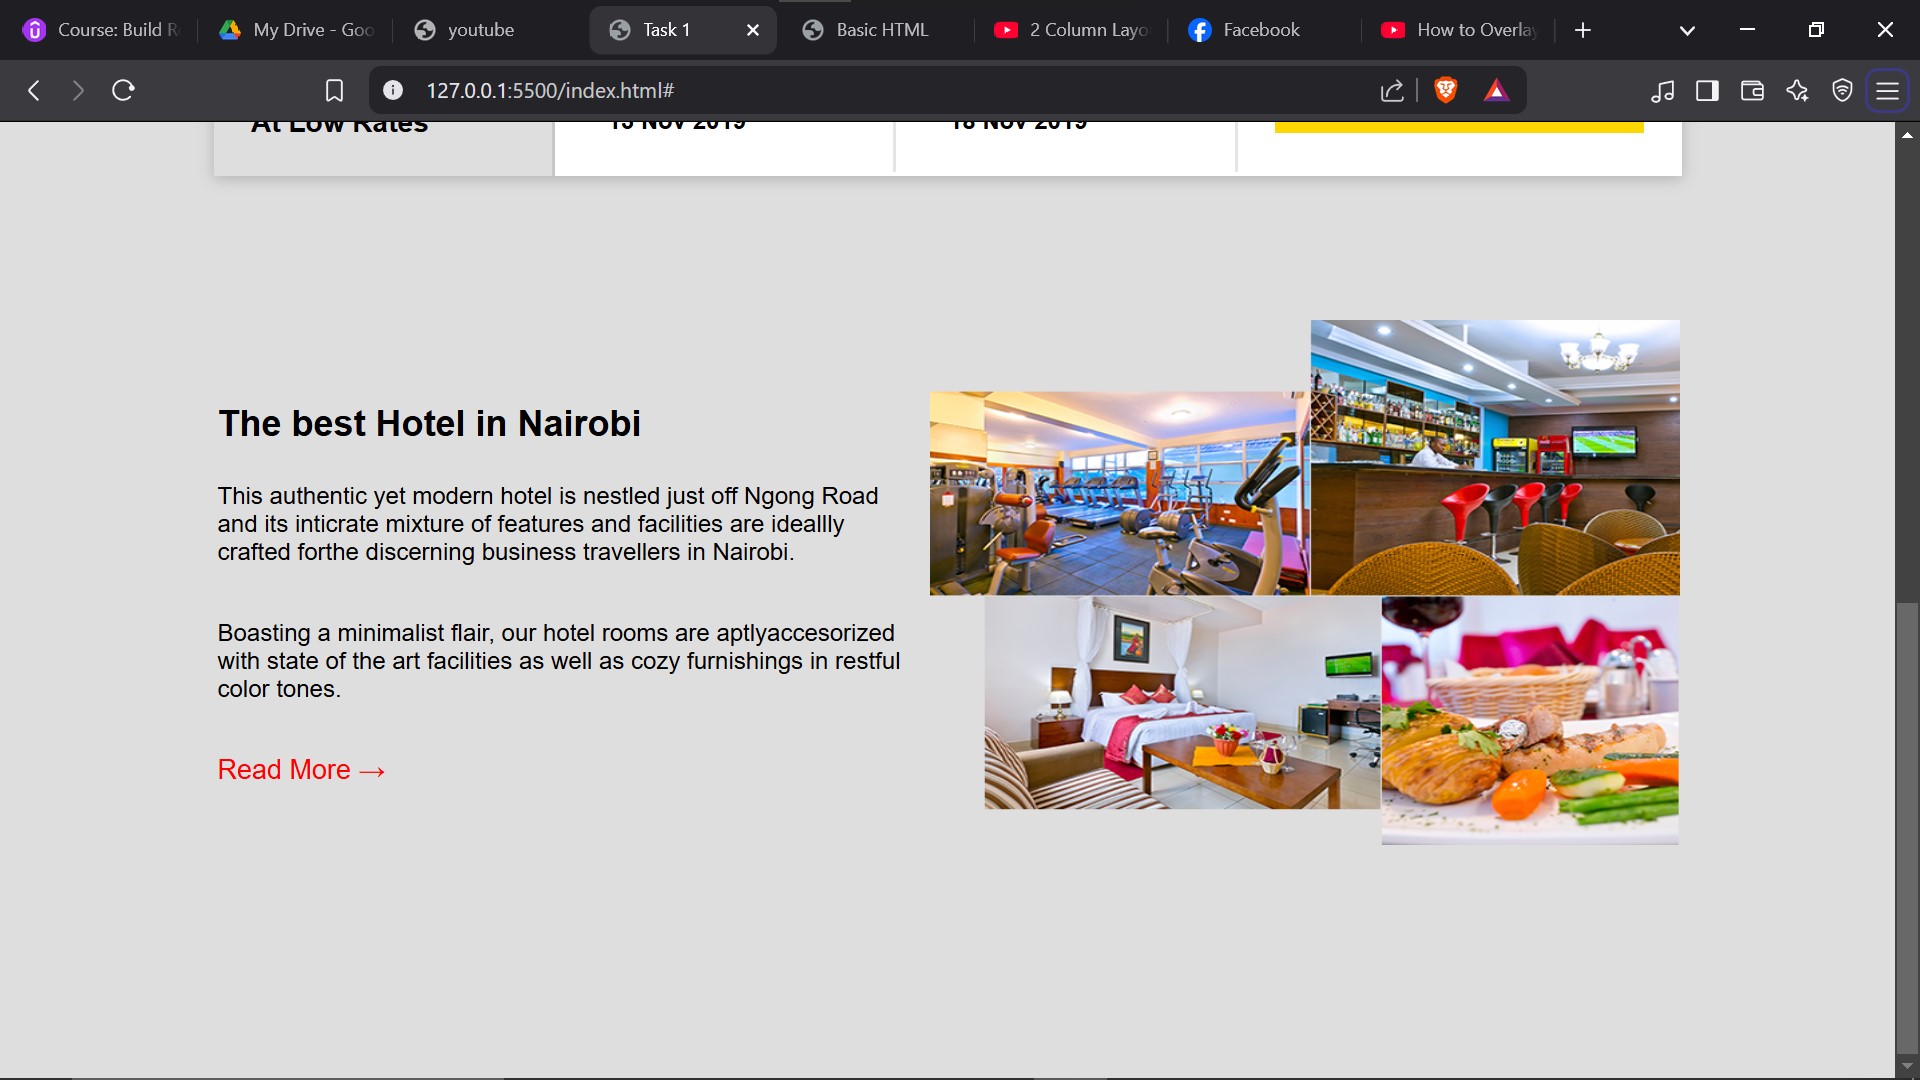 Course: Build R
My Drive - Goo
youtube
Task 1
Basic HTML
2 Column Layo
Facebook
How to Overla
127.0.0.1:5500/index.html#
At Low Rates
13 Nov 2019
18 Nov 2019
The best Hotel in Nairobi
This authentic yet modern hotel is nestled just off Ngong Road
and its inticrate mixture of features and facilities are ideallly
crafted forthe discerning business travellers in Nairobi.
Boasting a minimalist flair, our hotel rooms are aptlyaccesorized
with state of the art facilities as well as cozy furnishings in restful
color tones.
Read More →